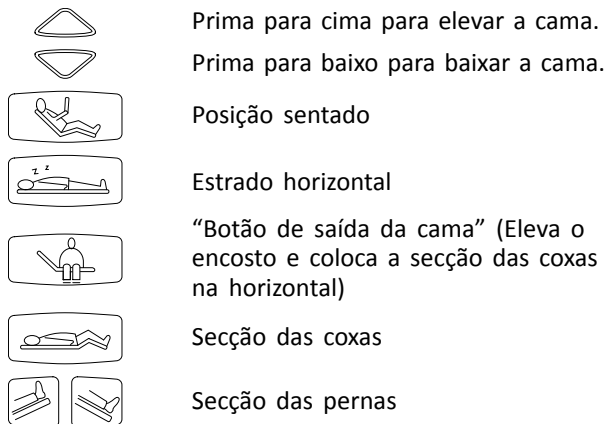 Prima para cima para elevar a cama.
Prima para baixo para baixar a cama.
Posição sentado
z z
Estrado horizontal
“Botão de saída da cama” (Eleva o
encosto e coloca a secção das coxas
na horizontal)
Secção das coxas
Secção das pernas